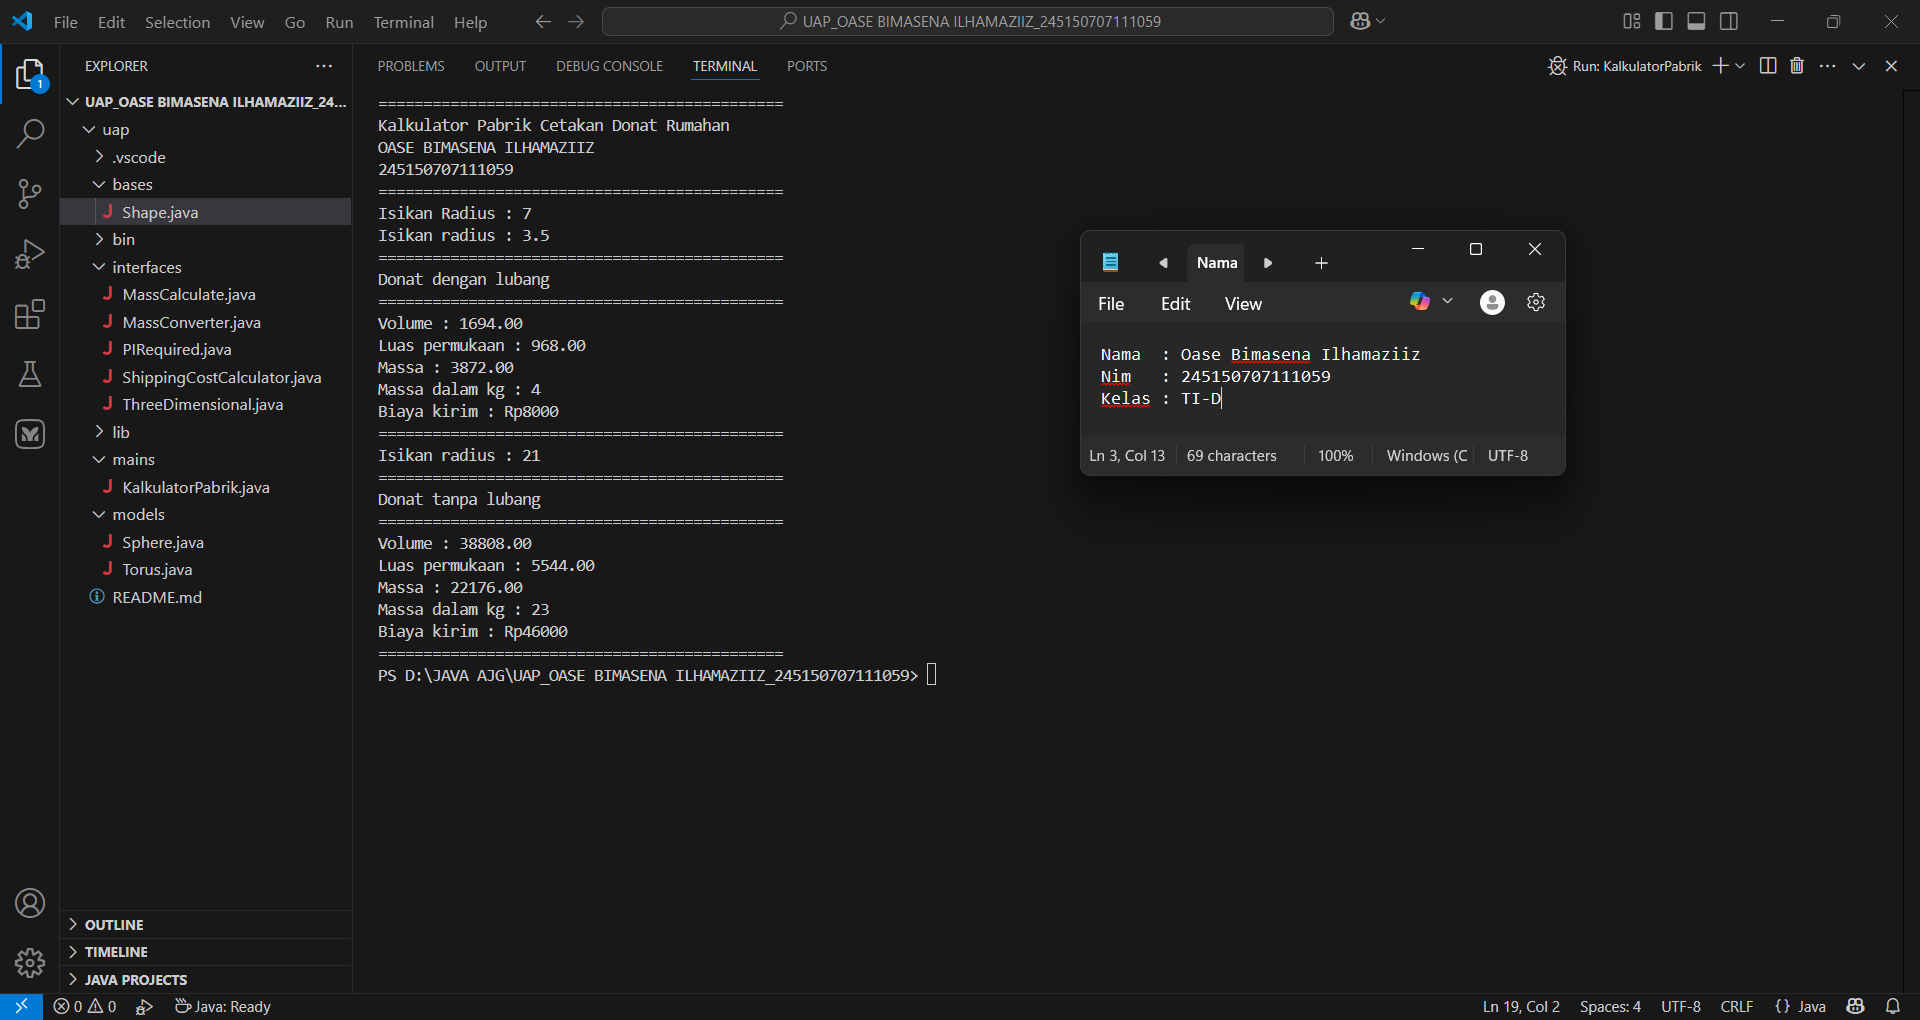 File Edit Selection View Go Run Terminal Help
UAP_OASE BIMASENA ILHAMAZIIZ_245150707111059
EXPLORER
1
UAP_OASE BIMASENA ILHAMAZIIZ_24...
uap
.vscode
bases
J Shape.java
bin
interfaces
J MassCalculate.java
J MassConverter.java
J PIRequired.java
J ShippingCostCalculator.java
J ThreeDimensional.java
lib
mains
J KalkulatorPabrik.java
models
J Sphere.java
J Torus.java
README.md
OUTLINE
TIMELINE
JAVA PROJECTS
PROBLEMS OUTPUT DEBUG CONSOLE TERMINAL PORTS
Run: KalkulatorPabrik
=============================================
Kalkulator Pabrik Cetakan Donat Rumahan
OASE BIMASENA ILHAMAZIIZ
245150707111059
=============================================
Isikan Radius : 7
Isikan radius : 3.5
=============================================
Donat dengan lubang
=============================================
Volume : 1694.00
Luas permukaan : 968.00
Massa : 3872.00
Massa dalam kg : 4
Biaya kirim : Rp8000
=============================================
Isikan radius : 21
=============================================
Donat tanpa lubang
=============================================
Volume : 38808.00
Luas permukaan : 5544.00
Massa : 22176.00
Massa dalam kg : 23
Biaya kirim : Rp46000
=============================================
PS D:\JAVA AJG\UAP_OASE BIMASENA ILHAMAZIIZ_245150707111059>
Nama
File Edit View
Nama : Oase Bimasena Ilhamaziiz
Nim : 245150707111059
Kelas : TI-D
Ln 3, Col 13 69 characters 100% Windows (C UTF-8
0 0 Java: Ready
Ln 19, Col 2 Spaces: 4 UTF-8 CRLF {} Java